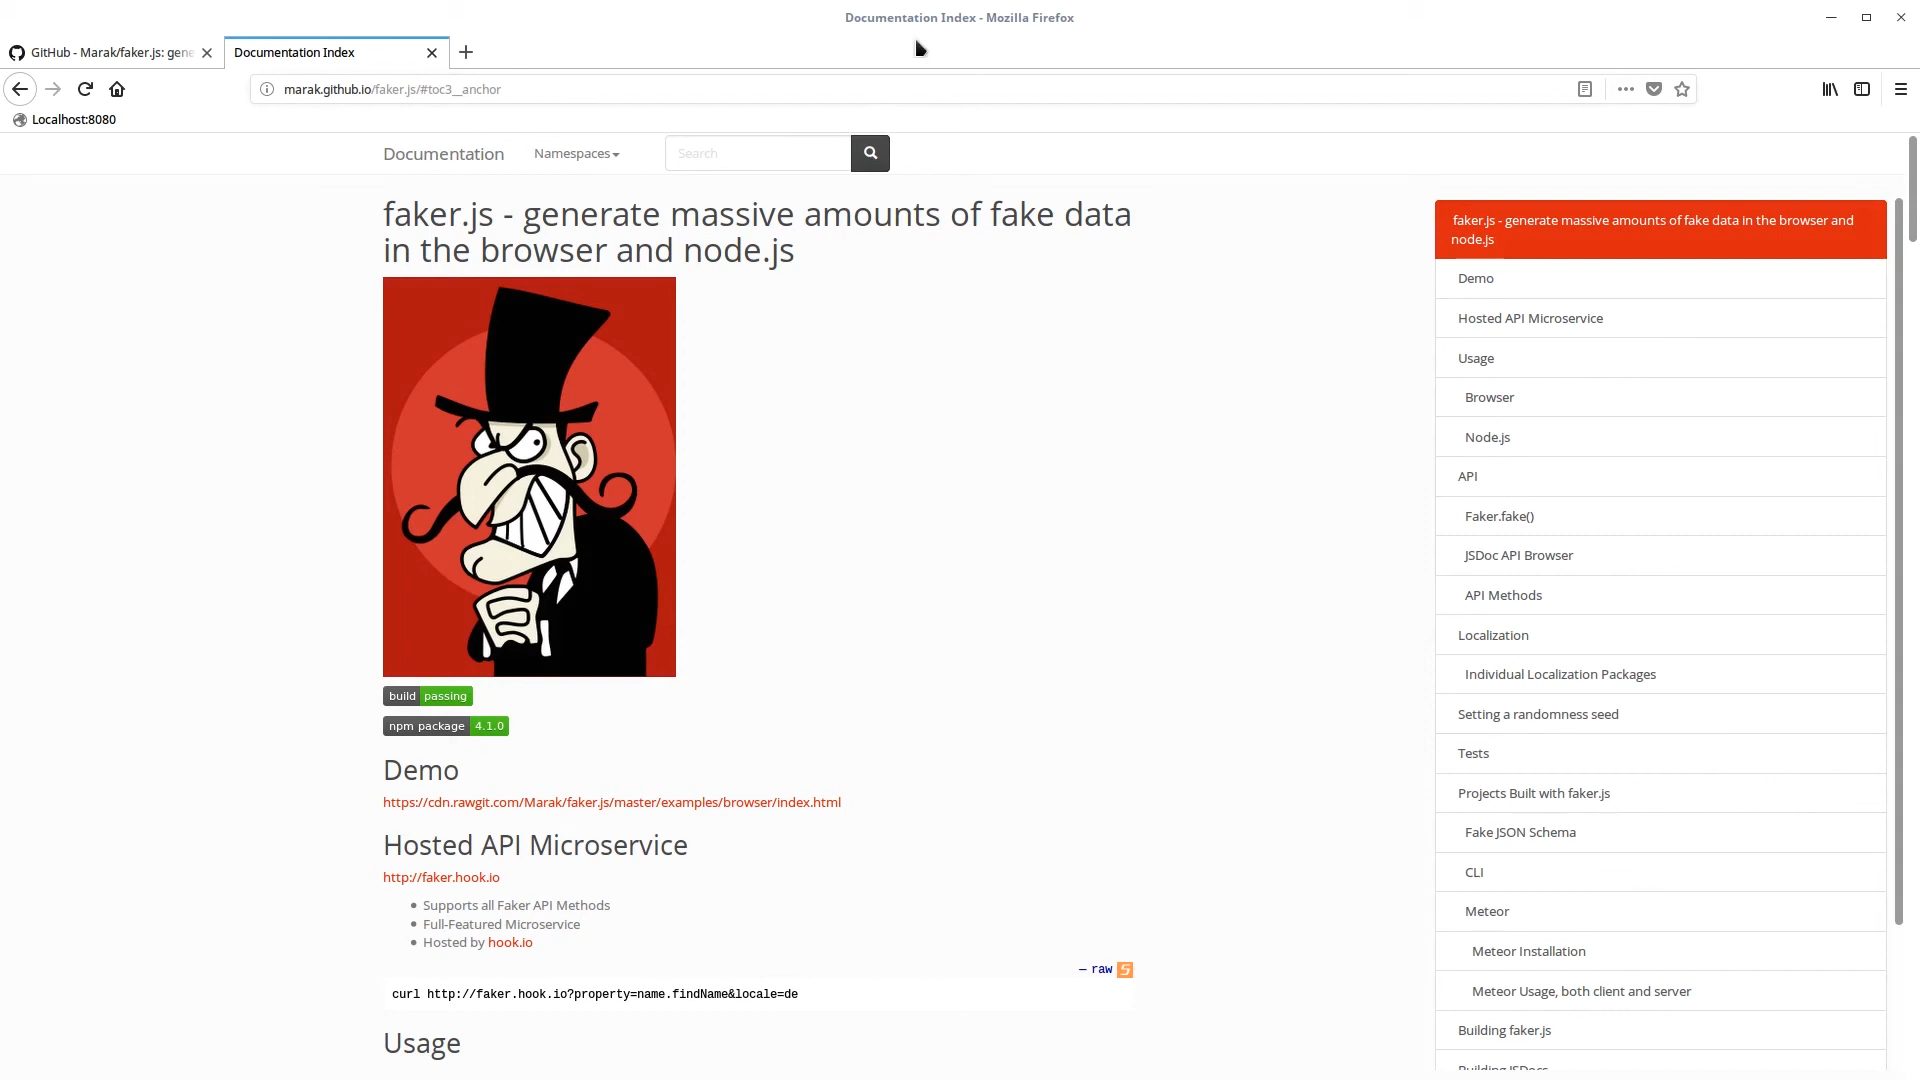 Documentation Index - Mozilla Firefox
GitHub - Marak/faker.js: gene
Documentation Index
marak.github.io/faker.js/#toc3__anchor
Localhost:8080
Documentation
Namespaces
Search
faker.js - generate massive amounts of fake data
in the browser and node.js
build passing
npm package 4.1.0
Demo
https://cdn.rawgit.com/Marak/faker.js/master/examples/browser/index.html
Hosted API Microservice
http://faker.hook.io
Supports all Faker API Methods
Full-Featured Microservice
Hosted by hook.io
— raw
curl http://faker.hook.io?property=name.findName&locale=de
Usage
faker.js - generate massive amounts of fake data in the browser and
node.js
Demo
Hosted API Microservice
Usage
Browser
Node.js
API
Faker.fake()
JSDoc API Browser
API Methods
Localization
Individual Localization Packages
Setting a randomness seed
Tests
Projects Built with faker.js
Fake JSON Schema
CLI
Meteor
Meteor Installation
Meteor Usage, both client and server
Building faker.js
Building JSDocs